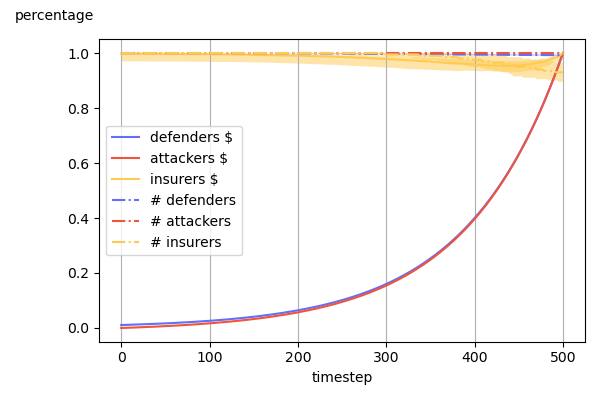 percentage
1.0
0.8
0.6
0.4
0.2
0.0
defenders $
attackers $
insurers $
# defenders
# attackers
# insurers
0 100 200 300 400 500
timestep